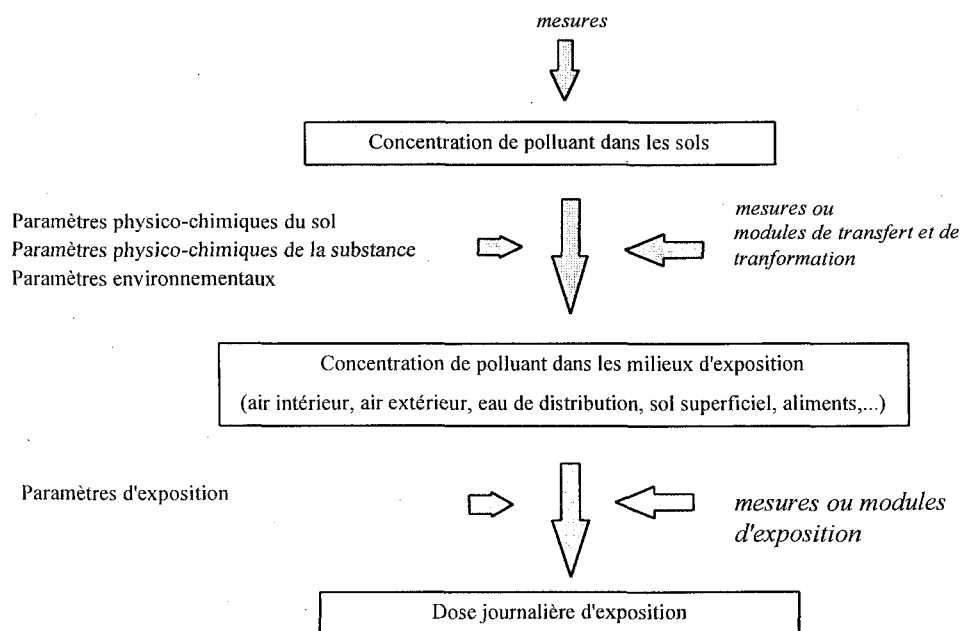 mesures
Concentration de polluant dans les sols
Paramètres physico-chimiques du sol
Paramètres physico-chimiques de la substance
Paramètres environnementaux
mesures ou
modules de transfert et de
tranformation
Concentration de polluant dans les milieux d'exposition
(air intérieur, air extérieur, eau de distribution, sol superficiel, aliments,...)
Paramètres d'exposition
mesures ou modules
d'exposition
Dose journalière d'exposition